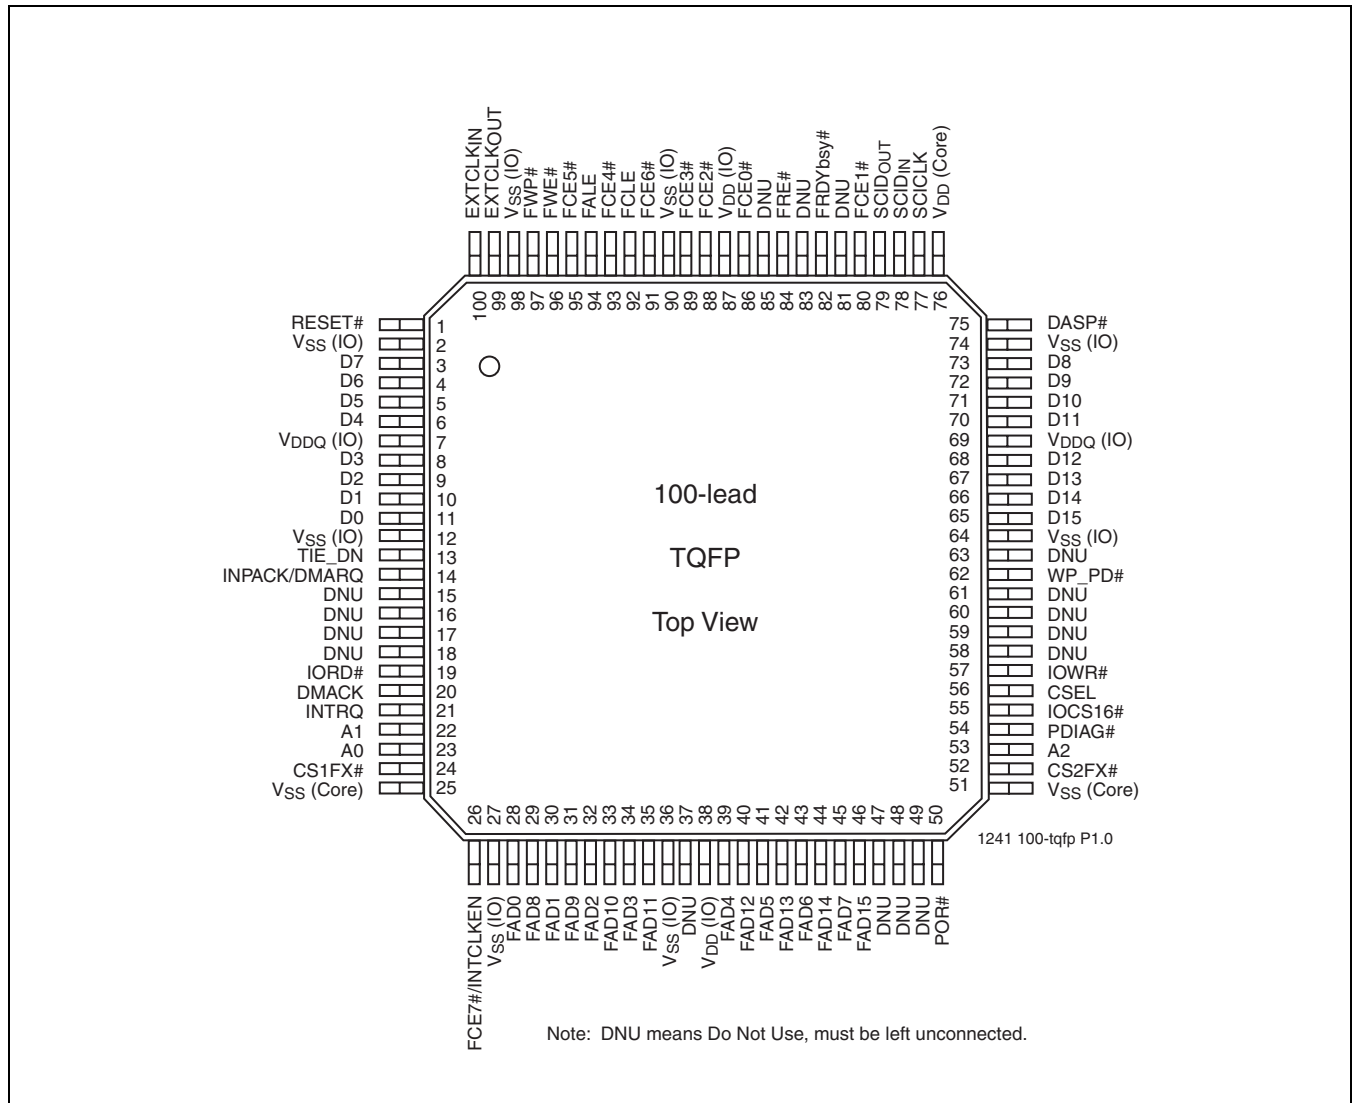 EXTCLKIN
EXTCLKOUT
VSS (IO)
FWP#
FWE#
FCE5#
FALE
FCE4#
FCLE
FCE6#
VSS (IO)
FCE3#
FCE2#
VDD (IO)
FCE0#
DNU
FRE#
DNU
FRDYbsy#
DNU
FCE1#
SCIDOUT
SCIDIN
SCICLK
VDD (Core)
100
99
98
97
96
95
94
93
92
91
90
89
88
87
86
85
84
83
82
81
80
79
78
77
76
RESET# 1
VSS (IO) 2
D7 3
D6 4
D5 5
D4 6
VDDQ (IO) 7
D3 8
D2 9
D1 10
D0 11
VSS (IO) 12
TIE_DN 13
INPACK/DMARQ 14
DNU 15
DNU 16
DNU 17
DNU 18
IORD# 19
DMACK 20
INTRQ 21
A1 22
A0 23
CS1FX# 24
VSS (Core) 25
100-lead
TQFP
Top View
75 DASP#
74 VSS (IO)
73 D8
72 D9
71 D10
70 D11
69 VDDQ (IO)
68 D12
67 D13
66 D14
65 D15
64 VSS (IO)
63 DNU
62 WP_PD#
61 DNU
60 DNU
59 DNU
58 DNU
57 IOWR#
56 CSEL
55 IOCS16#
54 PDIAG#
53 A2
52 CS2FX#
51 VSS (Core)
26
27
28
29
30
31
32
33
34
35
36
37
38
39
40
41
42
43
44
45
46
47
48
49
50
1241 100-tqfp P1.0
FCE7#/INTCLKEN
VSS (IO)
FAD0
FAD8
FAD1
FAD9
FAD2
FAD10
FAD3
FAD11
VSS (IO)
DNU
VDD (IO)
FAD4
FAD12
FAD5
FAD13
FAD6
FAD14
FAD7
FAD15
DNU
DNU
DNU
POR#
Note: DNU means Do Not Use, must be left unconnected.